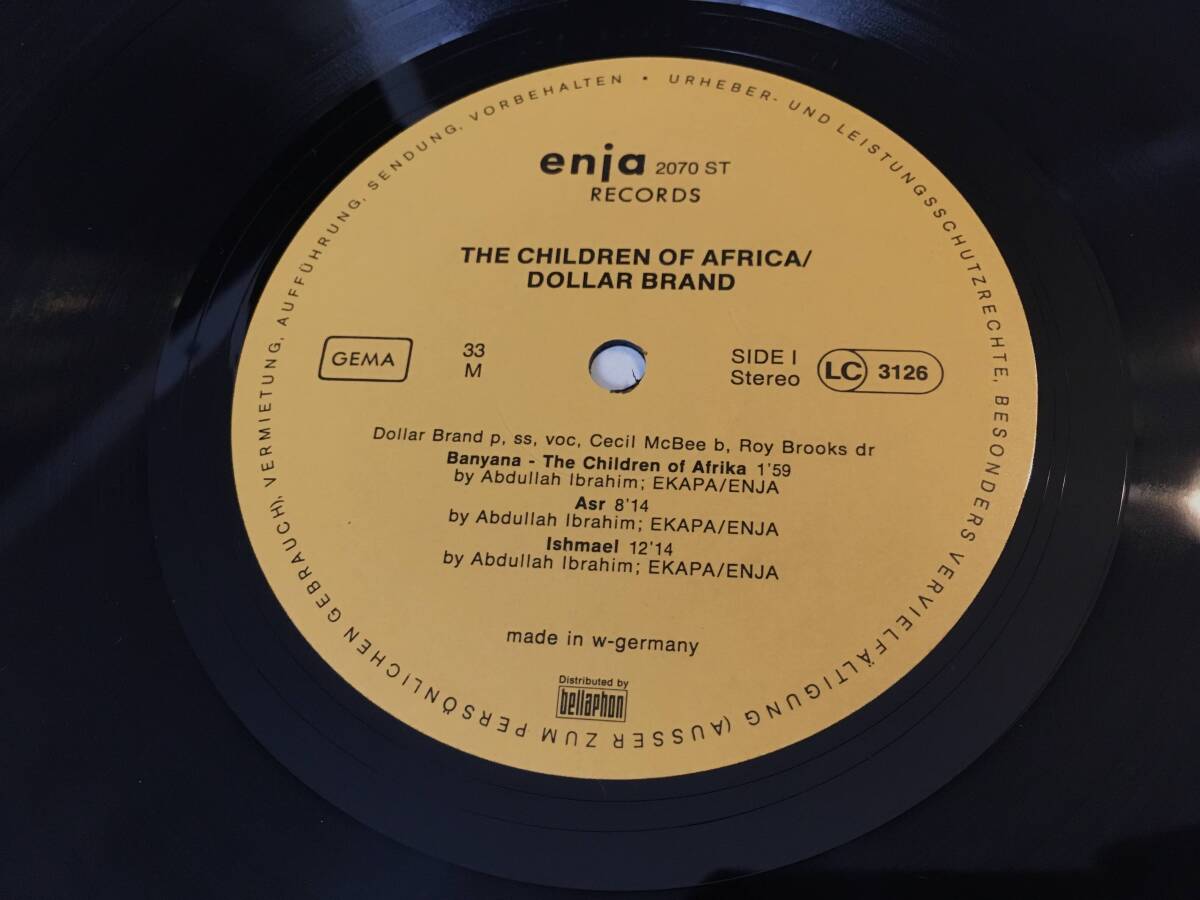 URHEBER- UND LEISTUNGSSCHUTZRECHTE, BESONDERS VERVIELFÄLTIGUNG (AUSSER ZUM PERSÖNLICHEN GEBRAUCH), VERMIETUNG, AUFFÜHRUNG, SENDUNG, VORBEHALTEN •
enja 2070 ST
RECORDS
THE CHILDREN OF AFRICA/
DOLLAR BRAND
GEMA
33
M
SIDE I
Stereo
LC 3126
Dollar Brand p, ss, voc, Cecil McBee b, Roy Brooks dr
Banyana - The Children of Afrika 1'59
by Abdullah Ibrahim; EKAPA/ENJA
Asr 8'14
by Abdullah Ibrahim; EKAPA/ENJA
Ishmael 12'14
by Abdullah Ibrahim; EKAPA/ENJA
made in w-germany
Distributed by
bellaphon